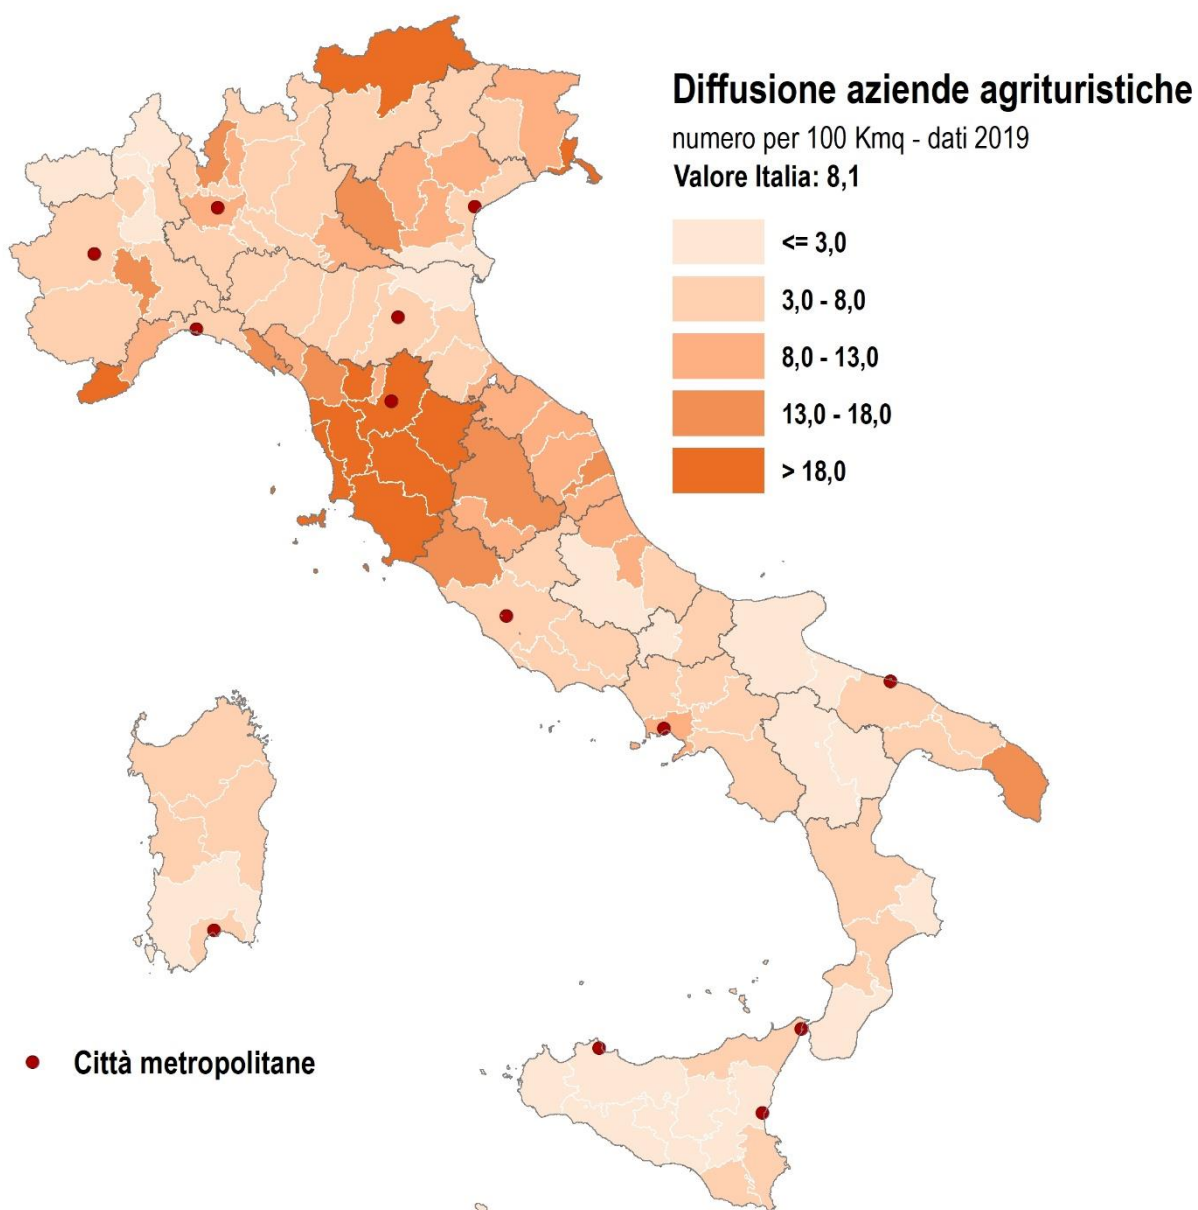 Diffusione aziende agrituristiche
numero per 100 Kmq - dati 2019
Valore Italia: 8,1
<= 3,0
3,0 - 8,0
8,0 - 13,0
13,0 - 18,0
> 18,0
Città metropolitane